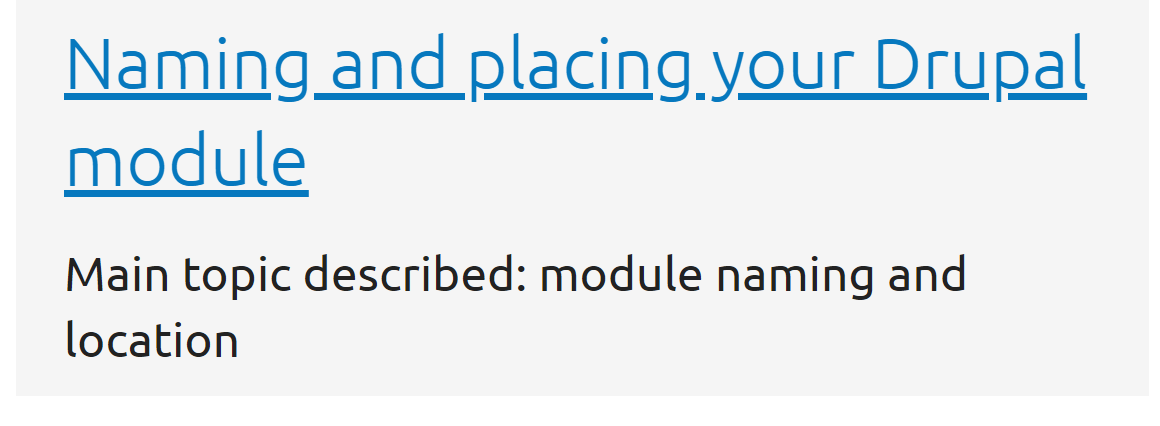 Naming and placing your Drupal
module
Main topic described: module naming and
location